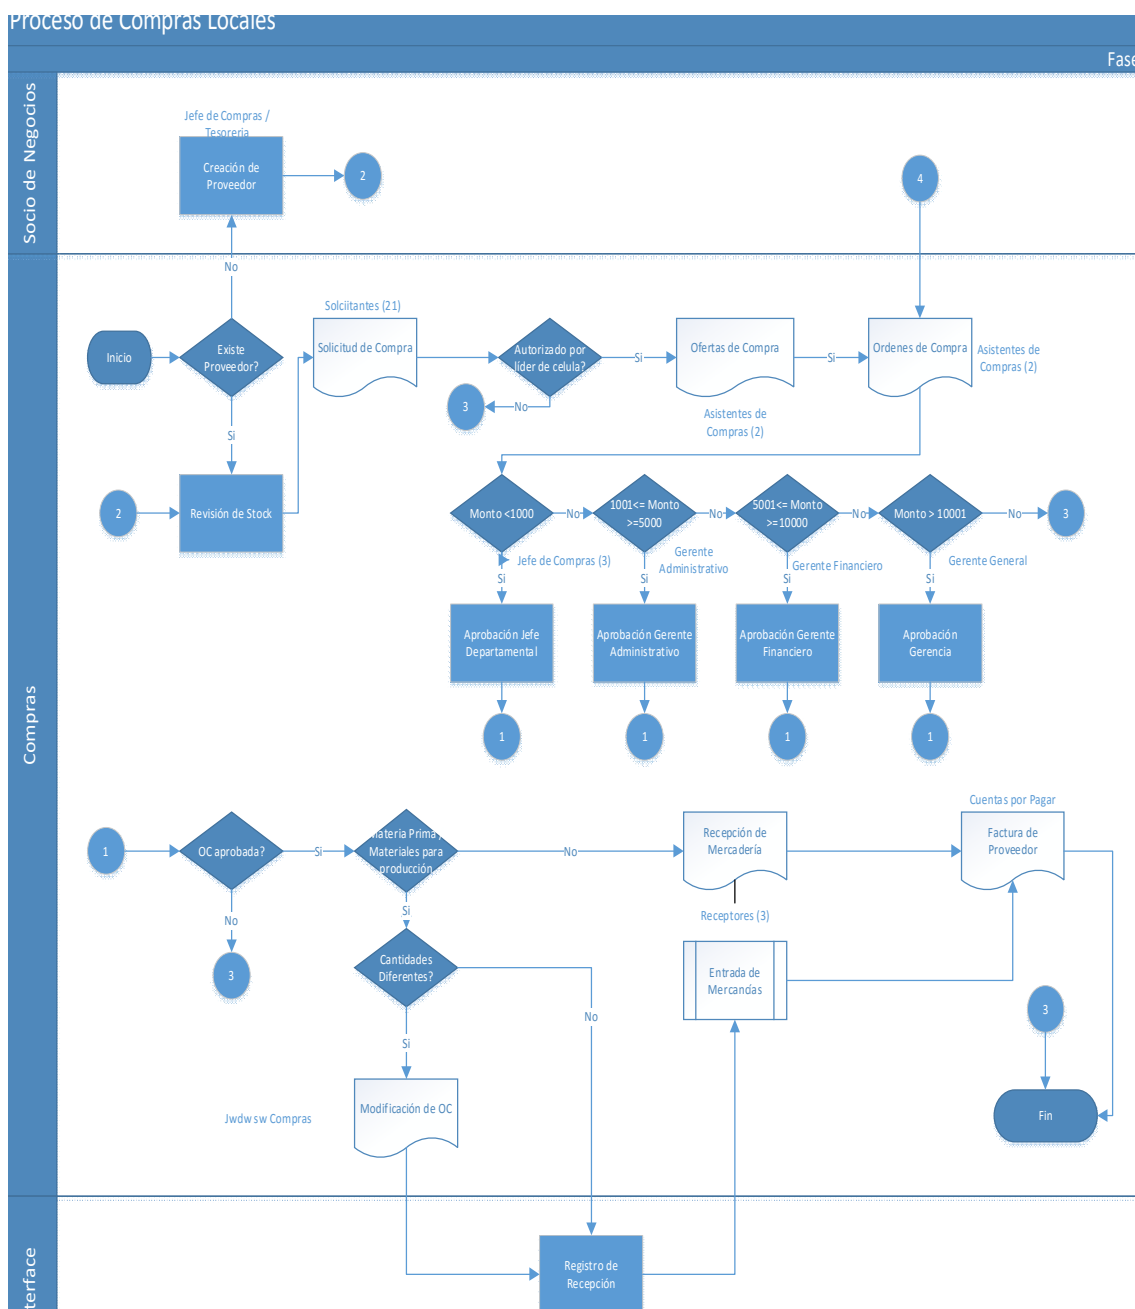 Proceso de Compras Locales
Fase
Socio de Negocios
Jefe de Compras /
Tesoreria
Creación de
Proveedor
2
4
No
Compras
Inicio
Existe
Proveedor?
Solciitantes (21)
Solicitud de Compra
Autorizado por
líder de celula?
Si
Ofertas de Compra
Si
Ordenes de Compra
Asistentes de
Compras (2)
3
No
Asistentes de
Compras (2)
Si
2
Revisión de Stock
Monto <1000
No
1001<= Monto
>=5000
No
5001<= Monto
>=10000
No
Monto > 10001
No
3
Jefe de Compras (3)
Gerente
Administrativo
Gerente Financiero
Gerente General
Si
Si
Si
Si
Aprobación Jefe
Departamental
Aprobación Gerente
Administrativo
Aprobación Gerente
Financiero
Aprobación
Gerencia
1
1
1
1
1
OC aprobada?
Si
Materia Prima /
Materiales para
producción
No
Recepción de
Mercadería
Cuentas por Pagar
Factura de
Proveedor
No
3
Si
Receptores (3)
Cantidades
Diferentes?
Entrada de
Mercancías
No
3
Si
Modificación de OC
Jwdw sw Compras
Fin
terface
Registro de
Recepción